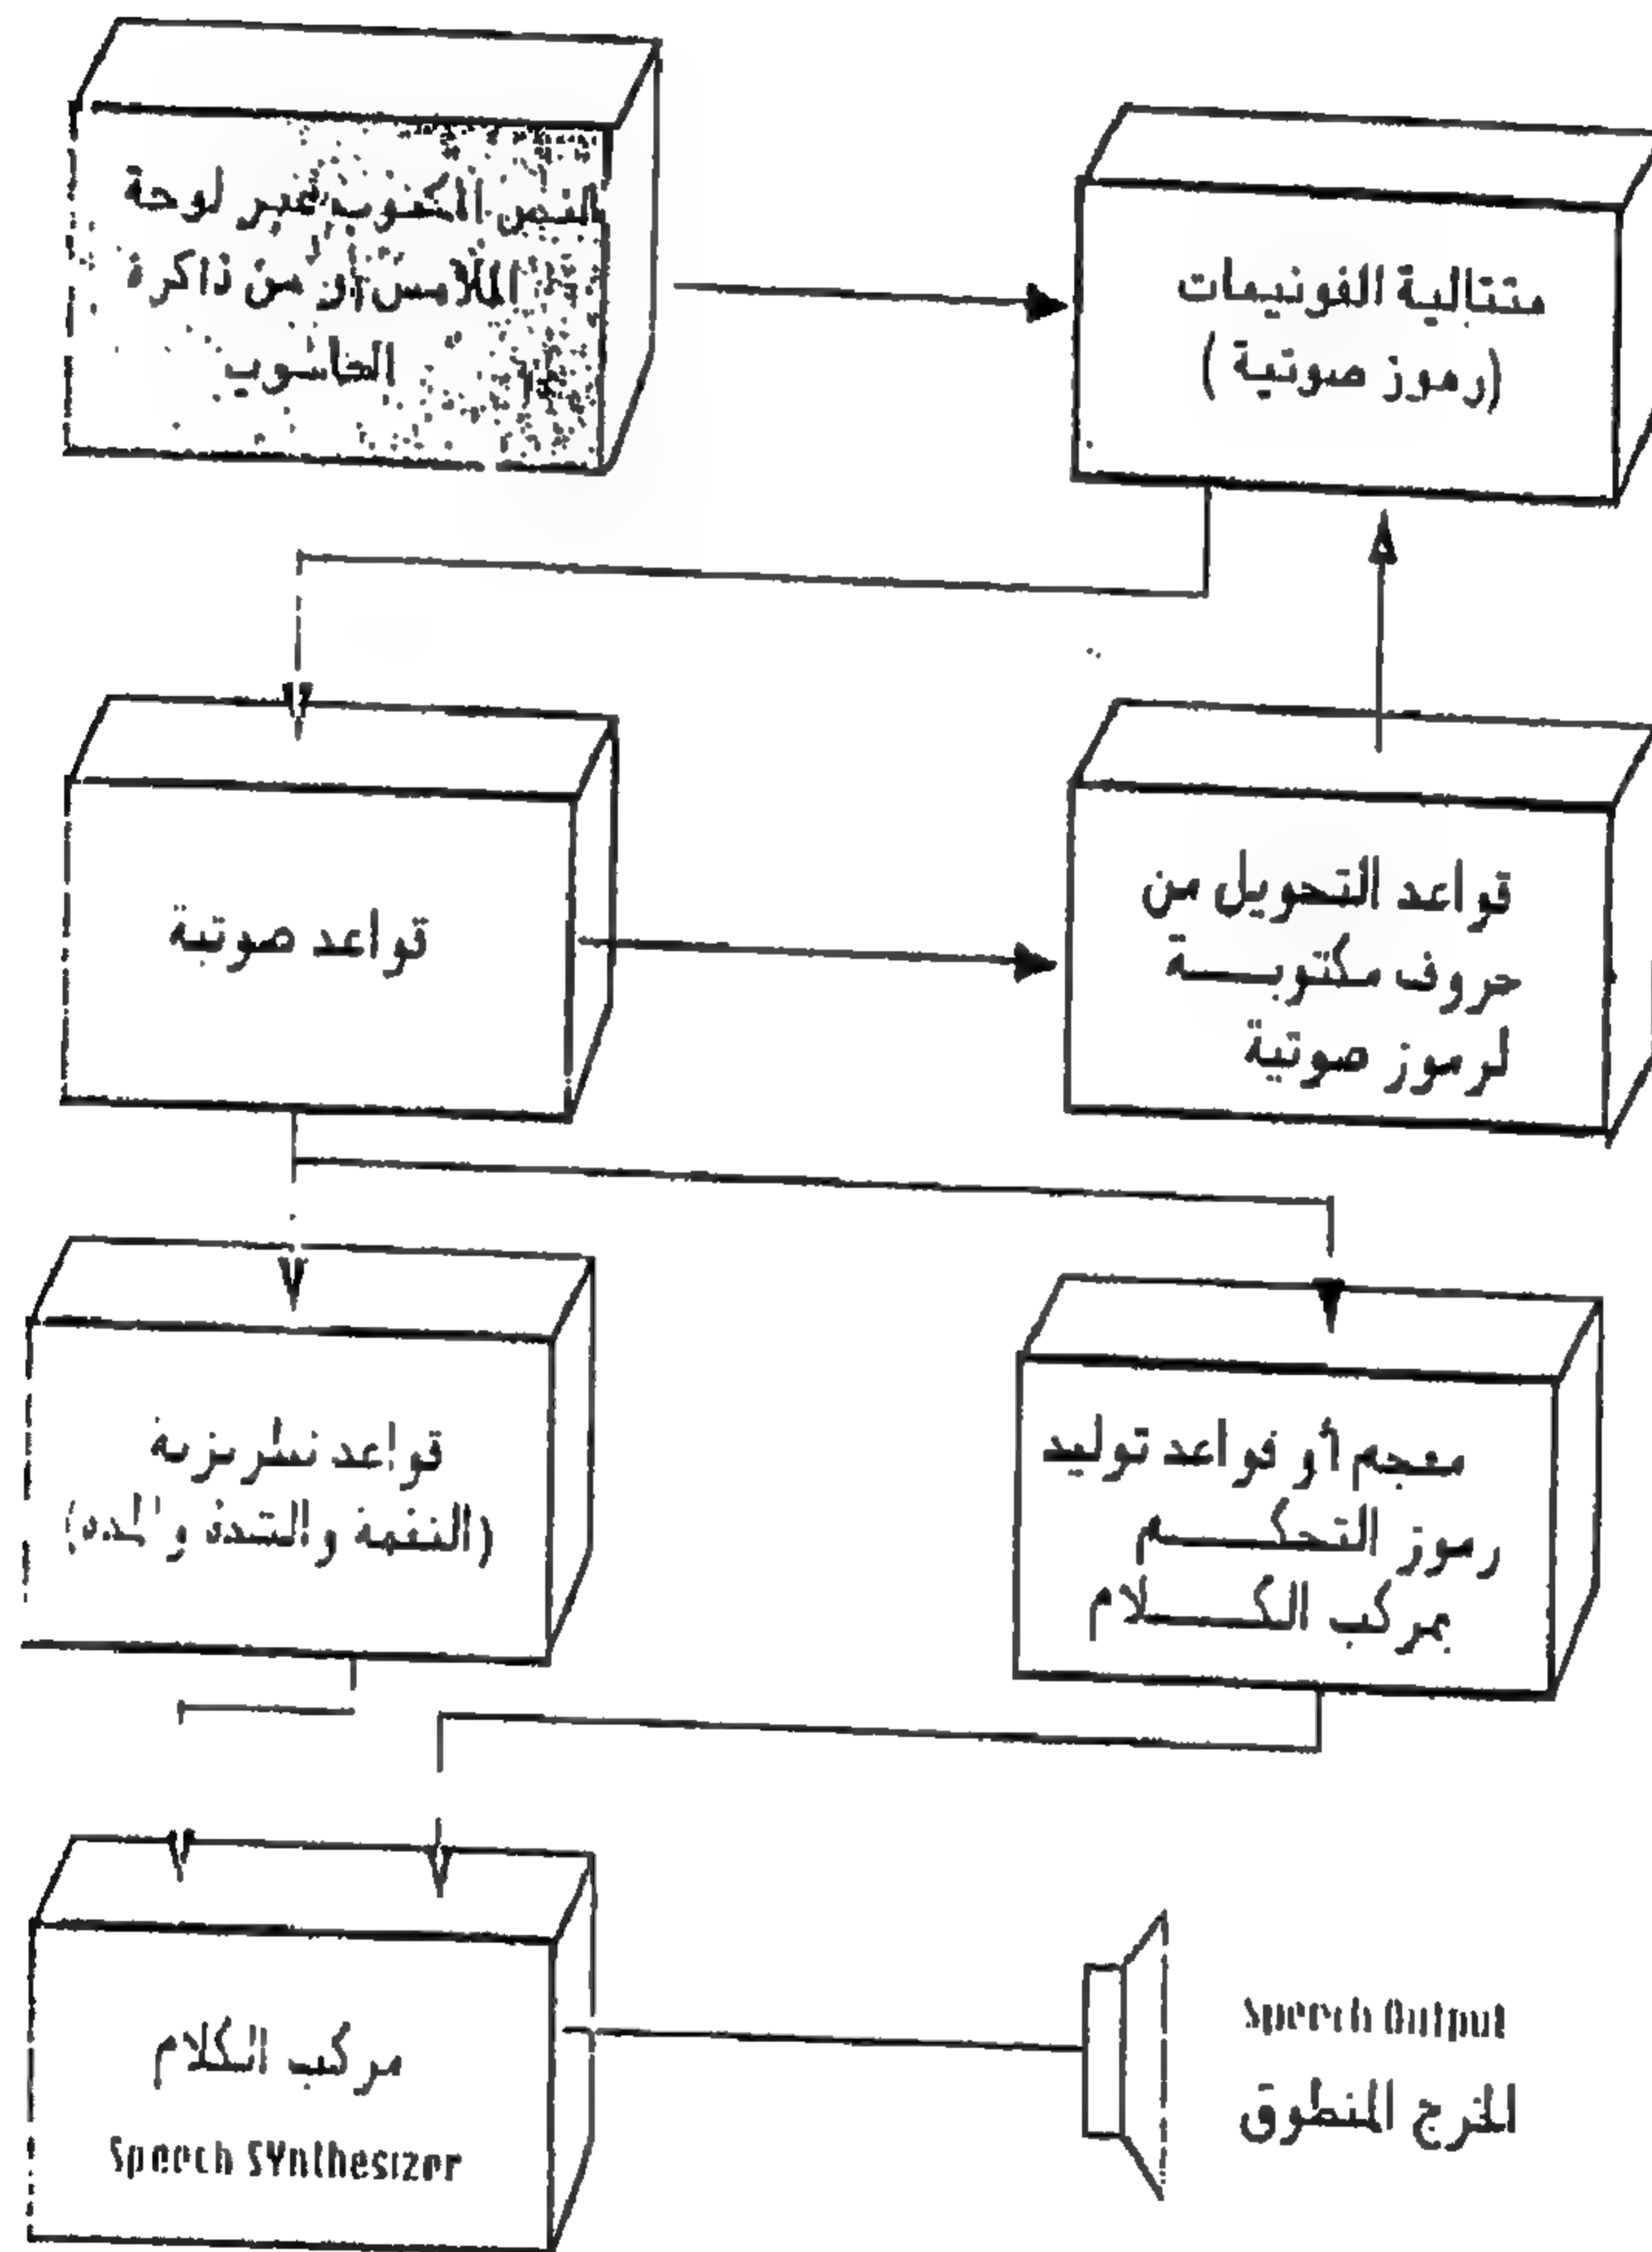 النص المكتوب عبر لوحة
الملامس أو من ذاكرة
الحاسوب
متتالية الفونيمات
(رموز صوتية)
قواعد صوتية
قواعد التحويل من
حروف مكتوبة
لرموز صوتية
قواعد تطريزية
(النغمة والشدة والمدة)
معجم أو قواعد توليد
رموز التحكم
بمركب الكلام
مركب الكلام
Speech SYnthesizer
Speech Output
المخرج المنطوق